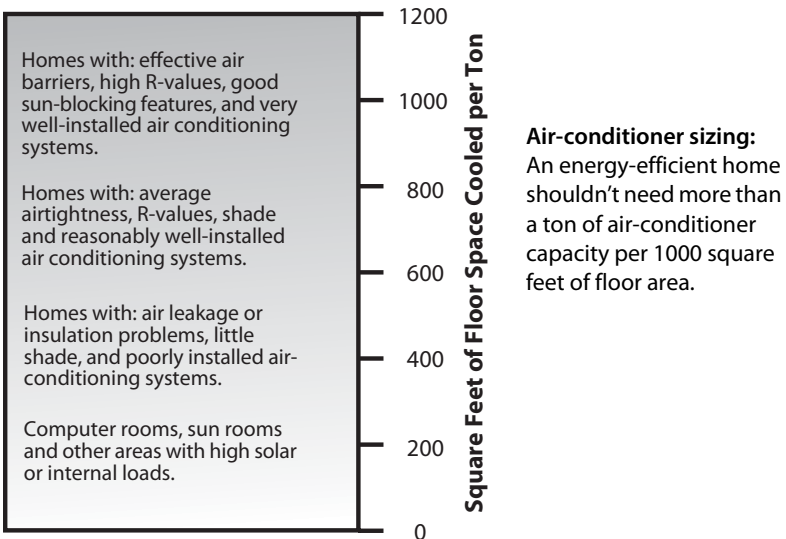 Homes with: effective air
barriers, high R-values, good
sun-blocking features, and very
well-installed air conditioning
systems.
Homes with: average
airtightness, R-values, shade
and reasonably well-installed
air conditioning systems.
Homes with: air leakage or
insulation problems, little
shade, and poorly installed air-
conditioning systems.
Computer rooms, sun rooms
and other areas with high solar
or internal loads.
1200
1000
800
600
400
200
0
Square Feet of Floor Space Cooled per Ton
Air-conditioner sizing:
An energy-efficient home
shouldn’t need more than
a ton of air-conditioner
capacity per 1000 square
feet of floor area.